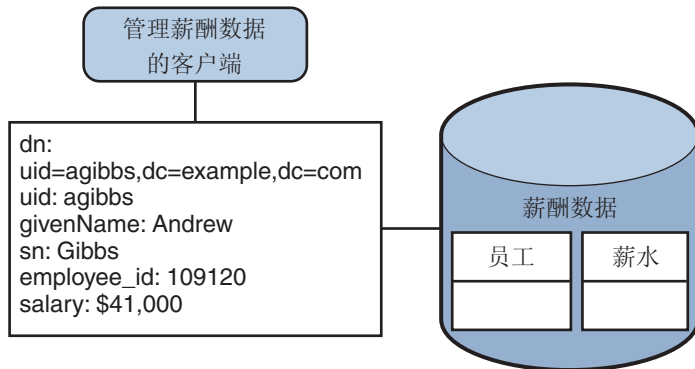 管理薪酬数据
的客户端
dn:
uid=agibbs,dc=example,dc=com
uid: agibbs
givenName: Andrew
sn: Gibbs
employee_id: 109120
salary: $41,000
薪酬数据
员工
薪水